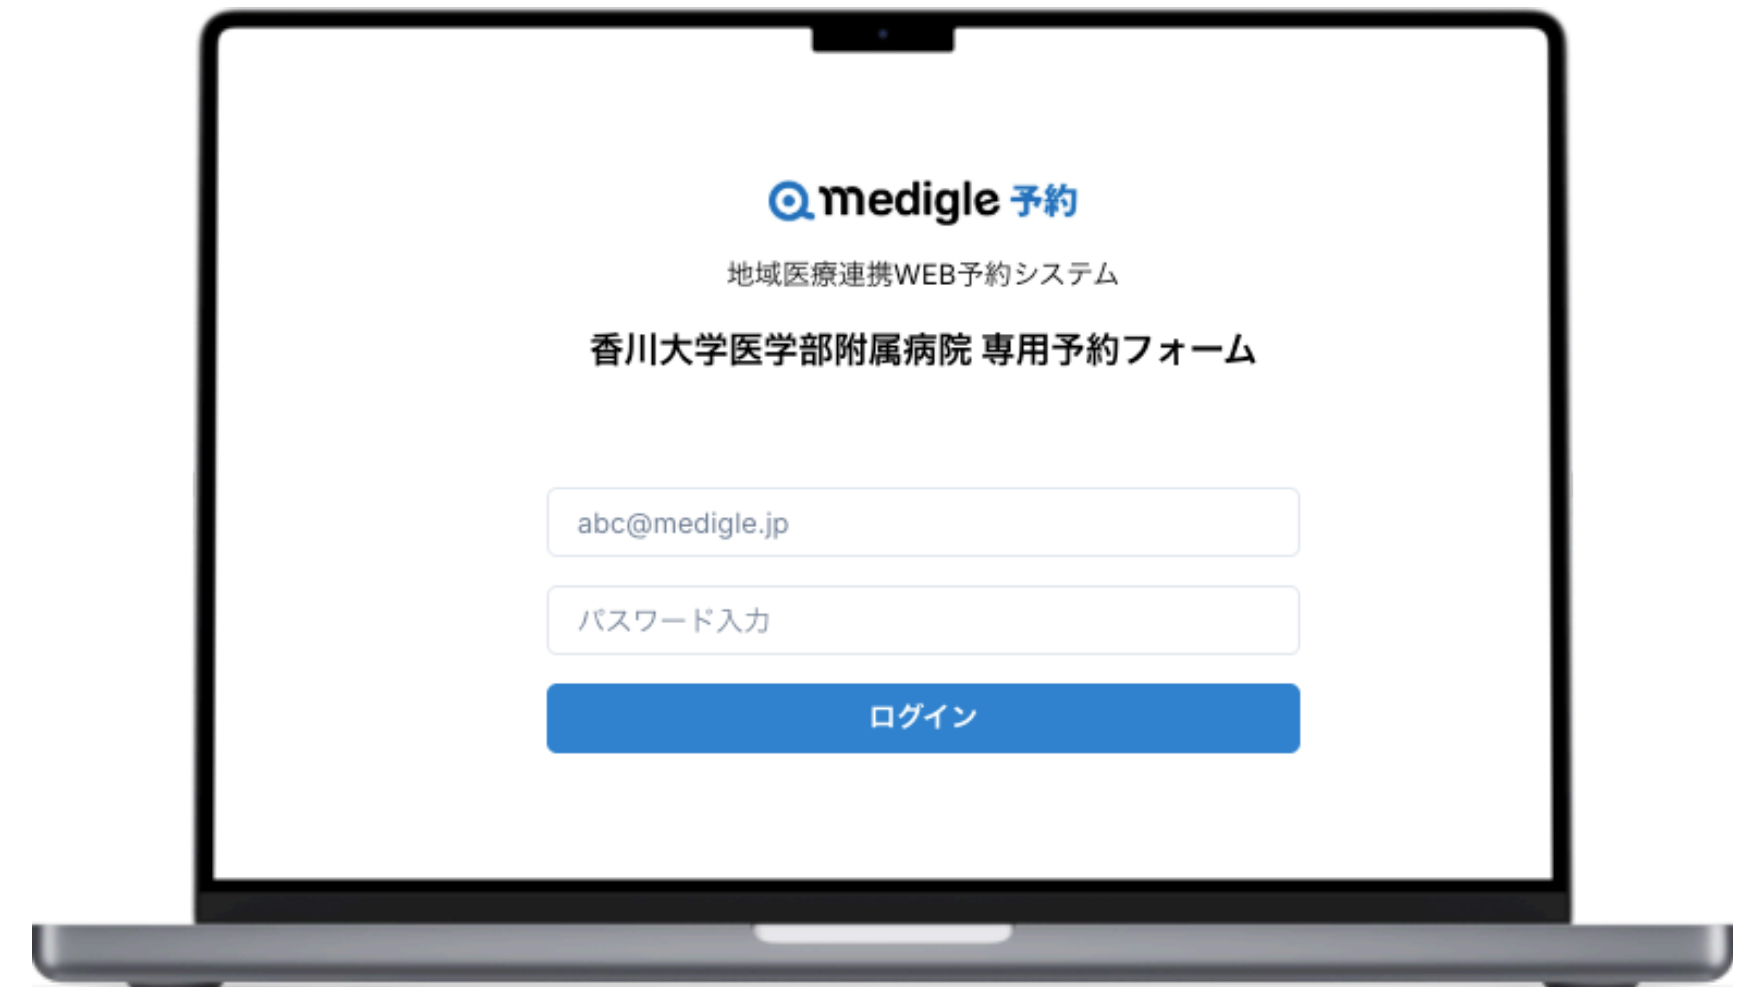 medigle 予約
地域医療連携WEB予約システム
香川大学医学部附属病院 専用予約フォーム
abc@medigle.jp
パスワード入力
ログイン